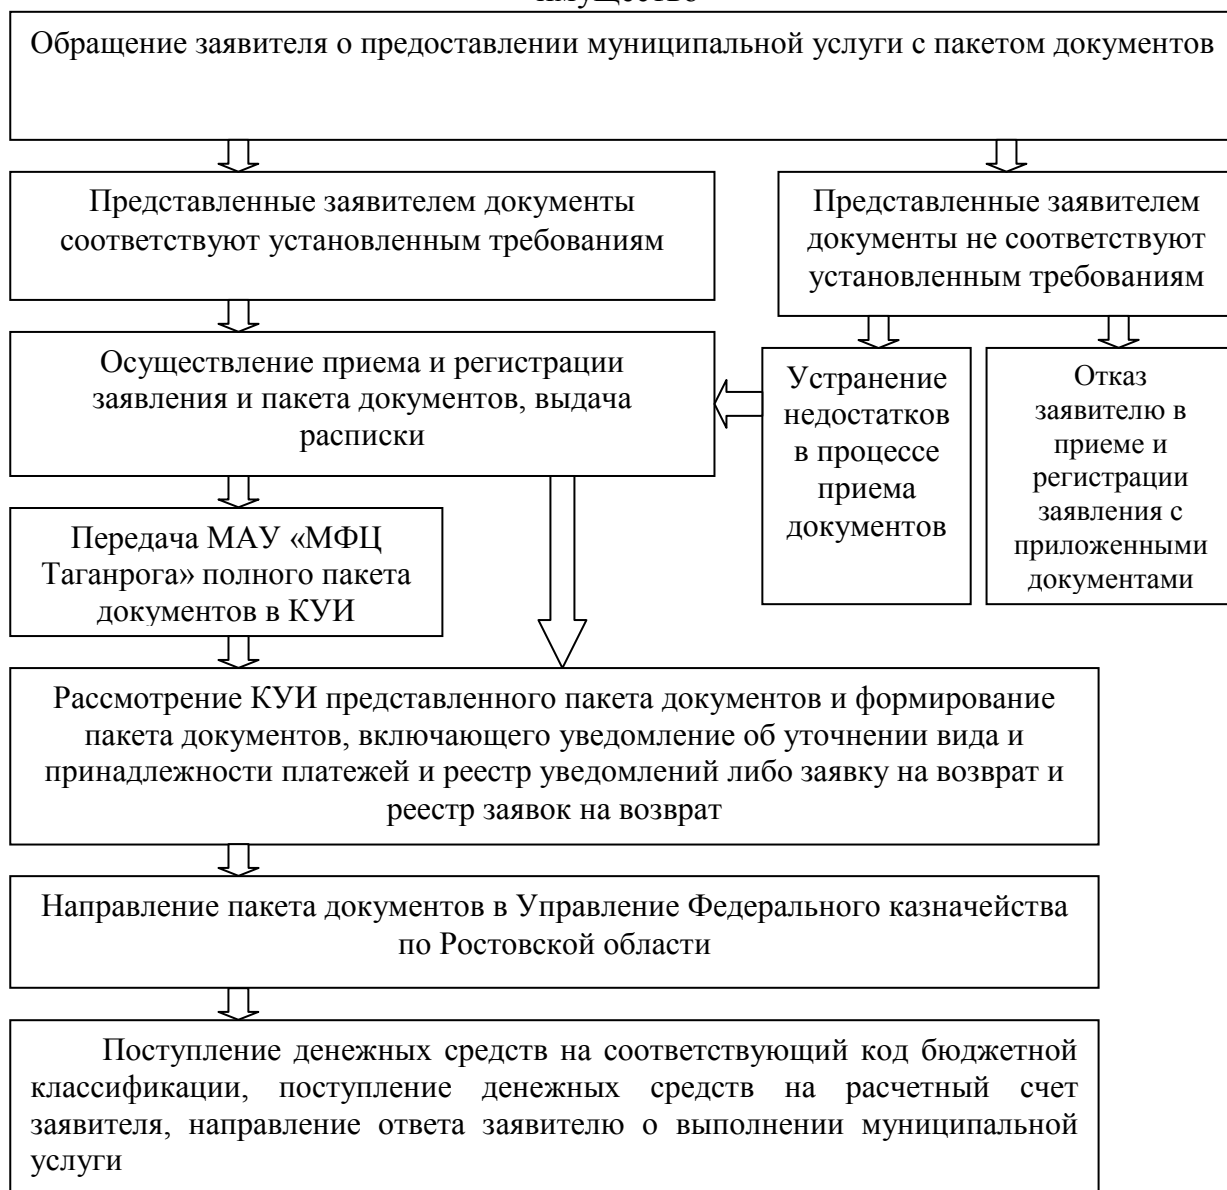 имущество
Обращение заявителя о предоставлении муниципальной услуги с пакетом документов
Представленные заявителем документы
соответствуют установленным требованиям
Представленные заявителем
документы не соответствуют
установленным требованиям
Осуществление приема и регистрации
заявления и пакета документов, выдача
расписки
Устранение
недостатков
в процессе
приема
документов
Отказ
заявителю в
приеме и
регистрации
заявления с
приложенными
документами
Передача МАУ «МФЦ
Таганрога» полного пакета
документов в КУИ
Рассмотрение КУИ представленного пакета документов и формирование
пакета документов, включающего уведомление об уточнении вида и
принадлежности платежей и реестр уведомлений либо заявку на возврат и
реестр заявок на возврат
Направление пакета документов в Управление Федерального казначейства
по Ростовской области
Поступление денежных средств на соответствующий код бюджетной
классификации, поступление денежных средств на расчетный счет
заявителя, направление ответа заявителю о выполнении муниципальной
услуги